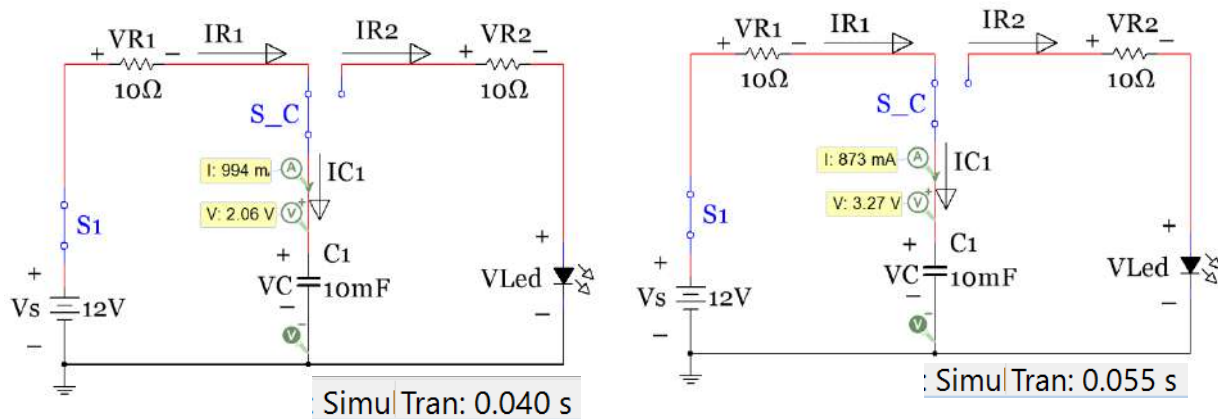 VR1 IR1 IR2 VR2
+ − + −
10Ω 10Ω
S_C
A
I: 994 m
IC1
V: 2.06 V V +
S1
+ C1 +
+ VC 10mF VLed
Vs 12V − −
− V −
: Simul Tran: 0.040 s
VR1 IR1 IR2 VR2
+ − + −
10Ω 10Ω
S_C
A
I: 873 mA
IC1
V: 3.27 V V +
S1
+ C1 +
+ VC 10mF VLed
Vs 12V − −
− V −
: Simul Tran: 0.055 s